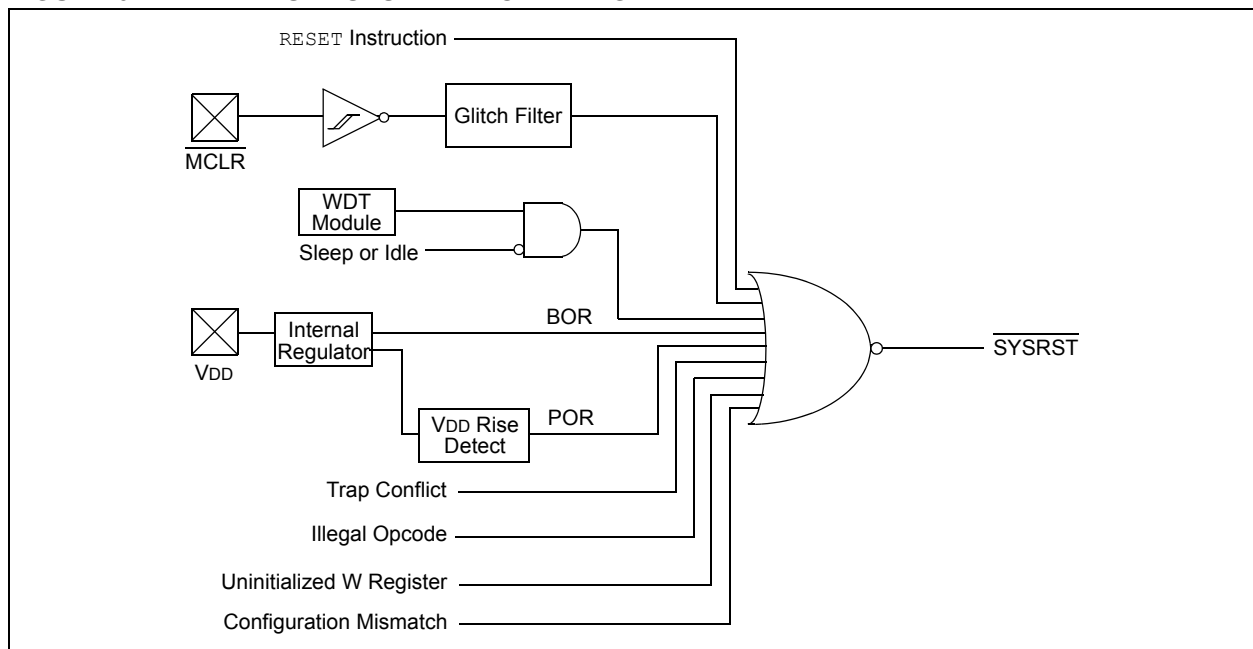 RESET Instruction
MCLR
Glitch Filter
WDT
Module
Sleep or Idle
VDD
Internal
Regulator
BOR
VDD Rise
Detect
POR
SYSRST
Trap Conflict
Illegal Opcode
Uninitialized W Register
Configuration Mismatch